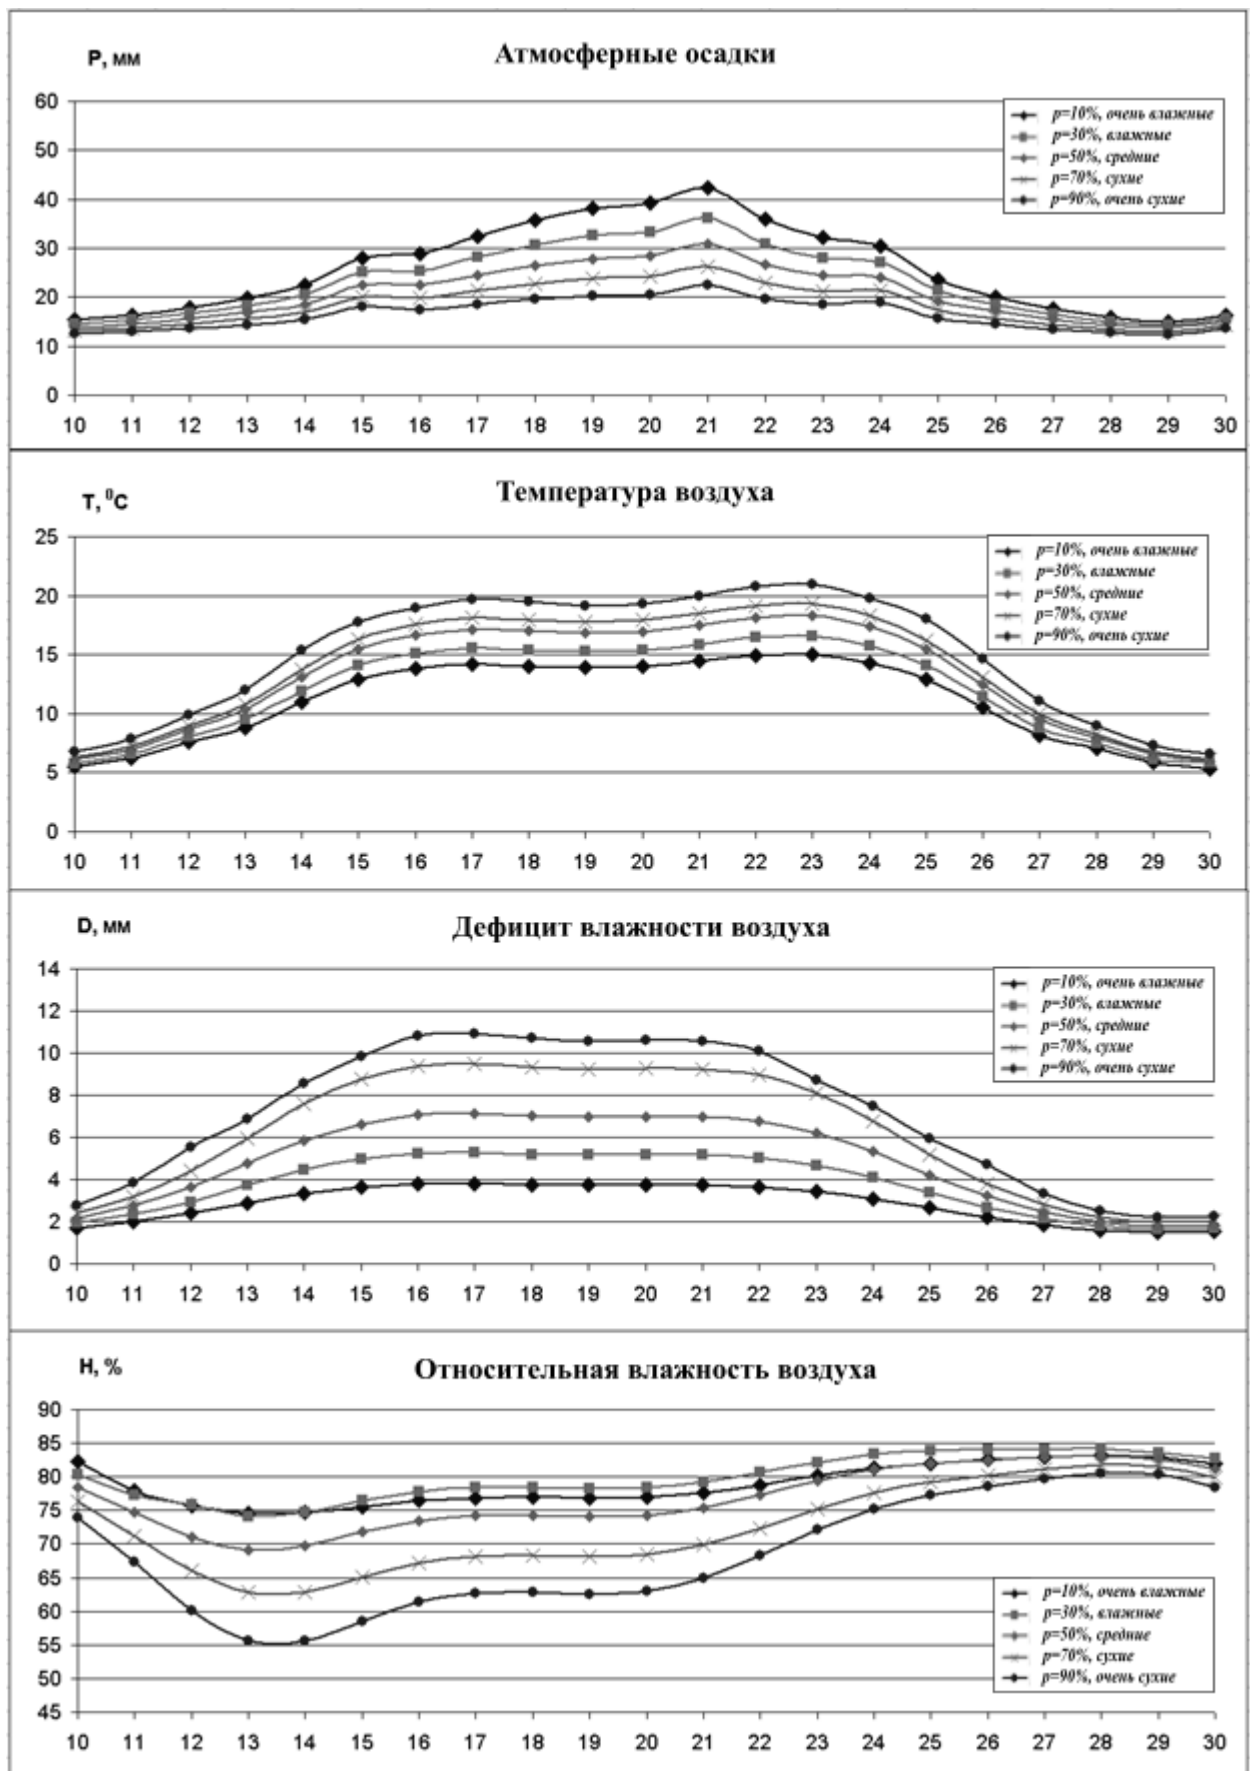 Атмосферные осадки
P, мм
60
50
40
30
20
10
0
p=10%, очень влажные
p=30%, влажные
p=50%, средние
p=70%, сухие
p=90%, очень сухие
10 11 12 13 14 15 16 17 18 19 20 21 22 23 24 25 26 27 28 29 30
Температура воздуха
T, ⁰C
25
20
15
10
5
0
p=10%, очень влажные
p=30%, влажные
p=50%, средние
p=70%, сухие
p=90%, очень сухие
10 11 12 13 14 15 16 17 18 19 20 21 22 23 24 25 26 27 28 29 30
D, мм
Дефицит влажности воздуха
14
12
10
8
6
4
2
0
p=10%, очень влажные
p=30%, влажные
p=50%, средние
p=70%, сухие
p=90%, очень сухие
10 11 12 13 14 15 16 17 18 19 20 21 22 23 24 25 26 27 28 29 30
H, %
Относительная влажность воздуха
90
85
80
75
70
65
60
55
50
45
p=10%, очень влажные
p=30%, влажные
p=50%, средние
p=70%, сухие
p=90%, очень сухие
10 11 12 13 14 15 16 17 18 19 20 21 22 23 24 25 26 27 28 29 30